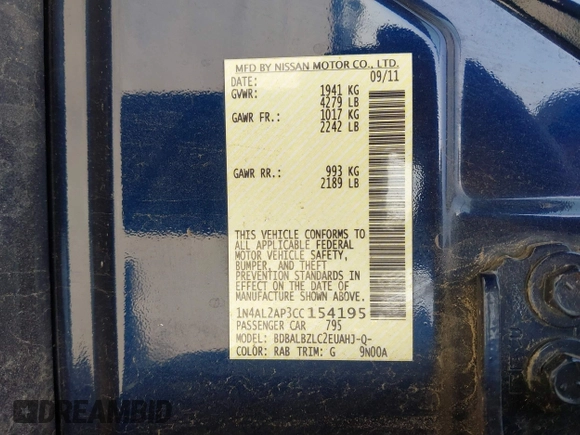 MFD BY NISSAN MOTOR CO., LTD.
DATE: 09/11
GVWR: 1941 KG
4279 LB
GAWR FR.: 1017 KG
2242 LB
GAWR RR.: 993 KG
2189 LB
THIS VEHICLE CONFORMS TO
ALL APPLICABLE FEDERAL
MOTOR VEHICLE SAFETY,
BUMPER, AND THEFT
PREVENTION STANDARDS IN
EFFECT ON THE DATE OF
MANUFACTURE SHOWN ABOVE.
1N4AL2AP3CC154195
PASSENGER CAR 795
MODEL: BDBALBZLC2EUAHJ-Q-
COLOR: RAB TRIM: G 9N00A
DREAMBID